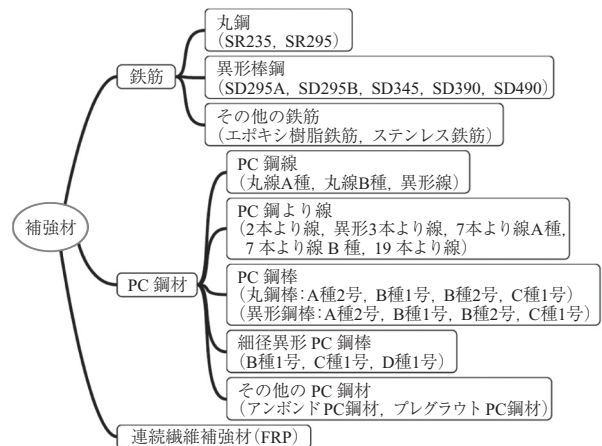 補強材
鉄筋
丸鋼
(SR235, SR295)
異形棒鋼
(SD295A, SD295B, SD345, SD390, SD490)
その他の鉄筋
(エポキシ樹脂鉄筋, ステンレス鉄筋)
PC 鋼材
PC 鋼線
(丸線A種, 丸線B種, 異形線)
PC 鋼より線
(2本より線, 異形3本より線, 7本より線A種,
7 本より線 B 種, 19 本より線)
PC 鋼棒
(丸鋼棒:A種2号, B種1号, B種2号, C種1号)
(異形鋼棒:A種2号, B種1号, B種2号, C種1号)
細径異形 PC 鋼棒
(B種1号, C種1号, D種1号)
その他の PC 鋼材
(アンボンドPC鋼材, プレグラウトPC鋼材)
連続繊維補強材(FRP)